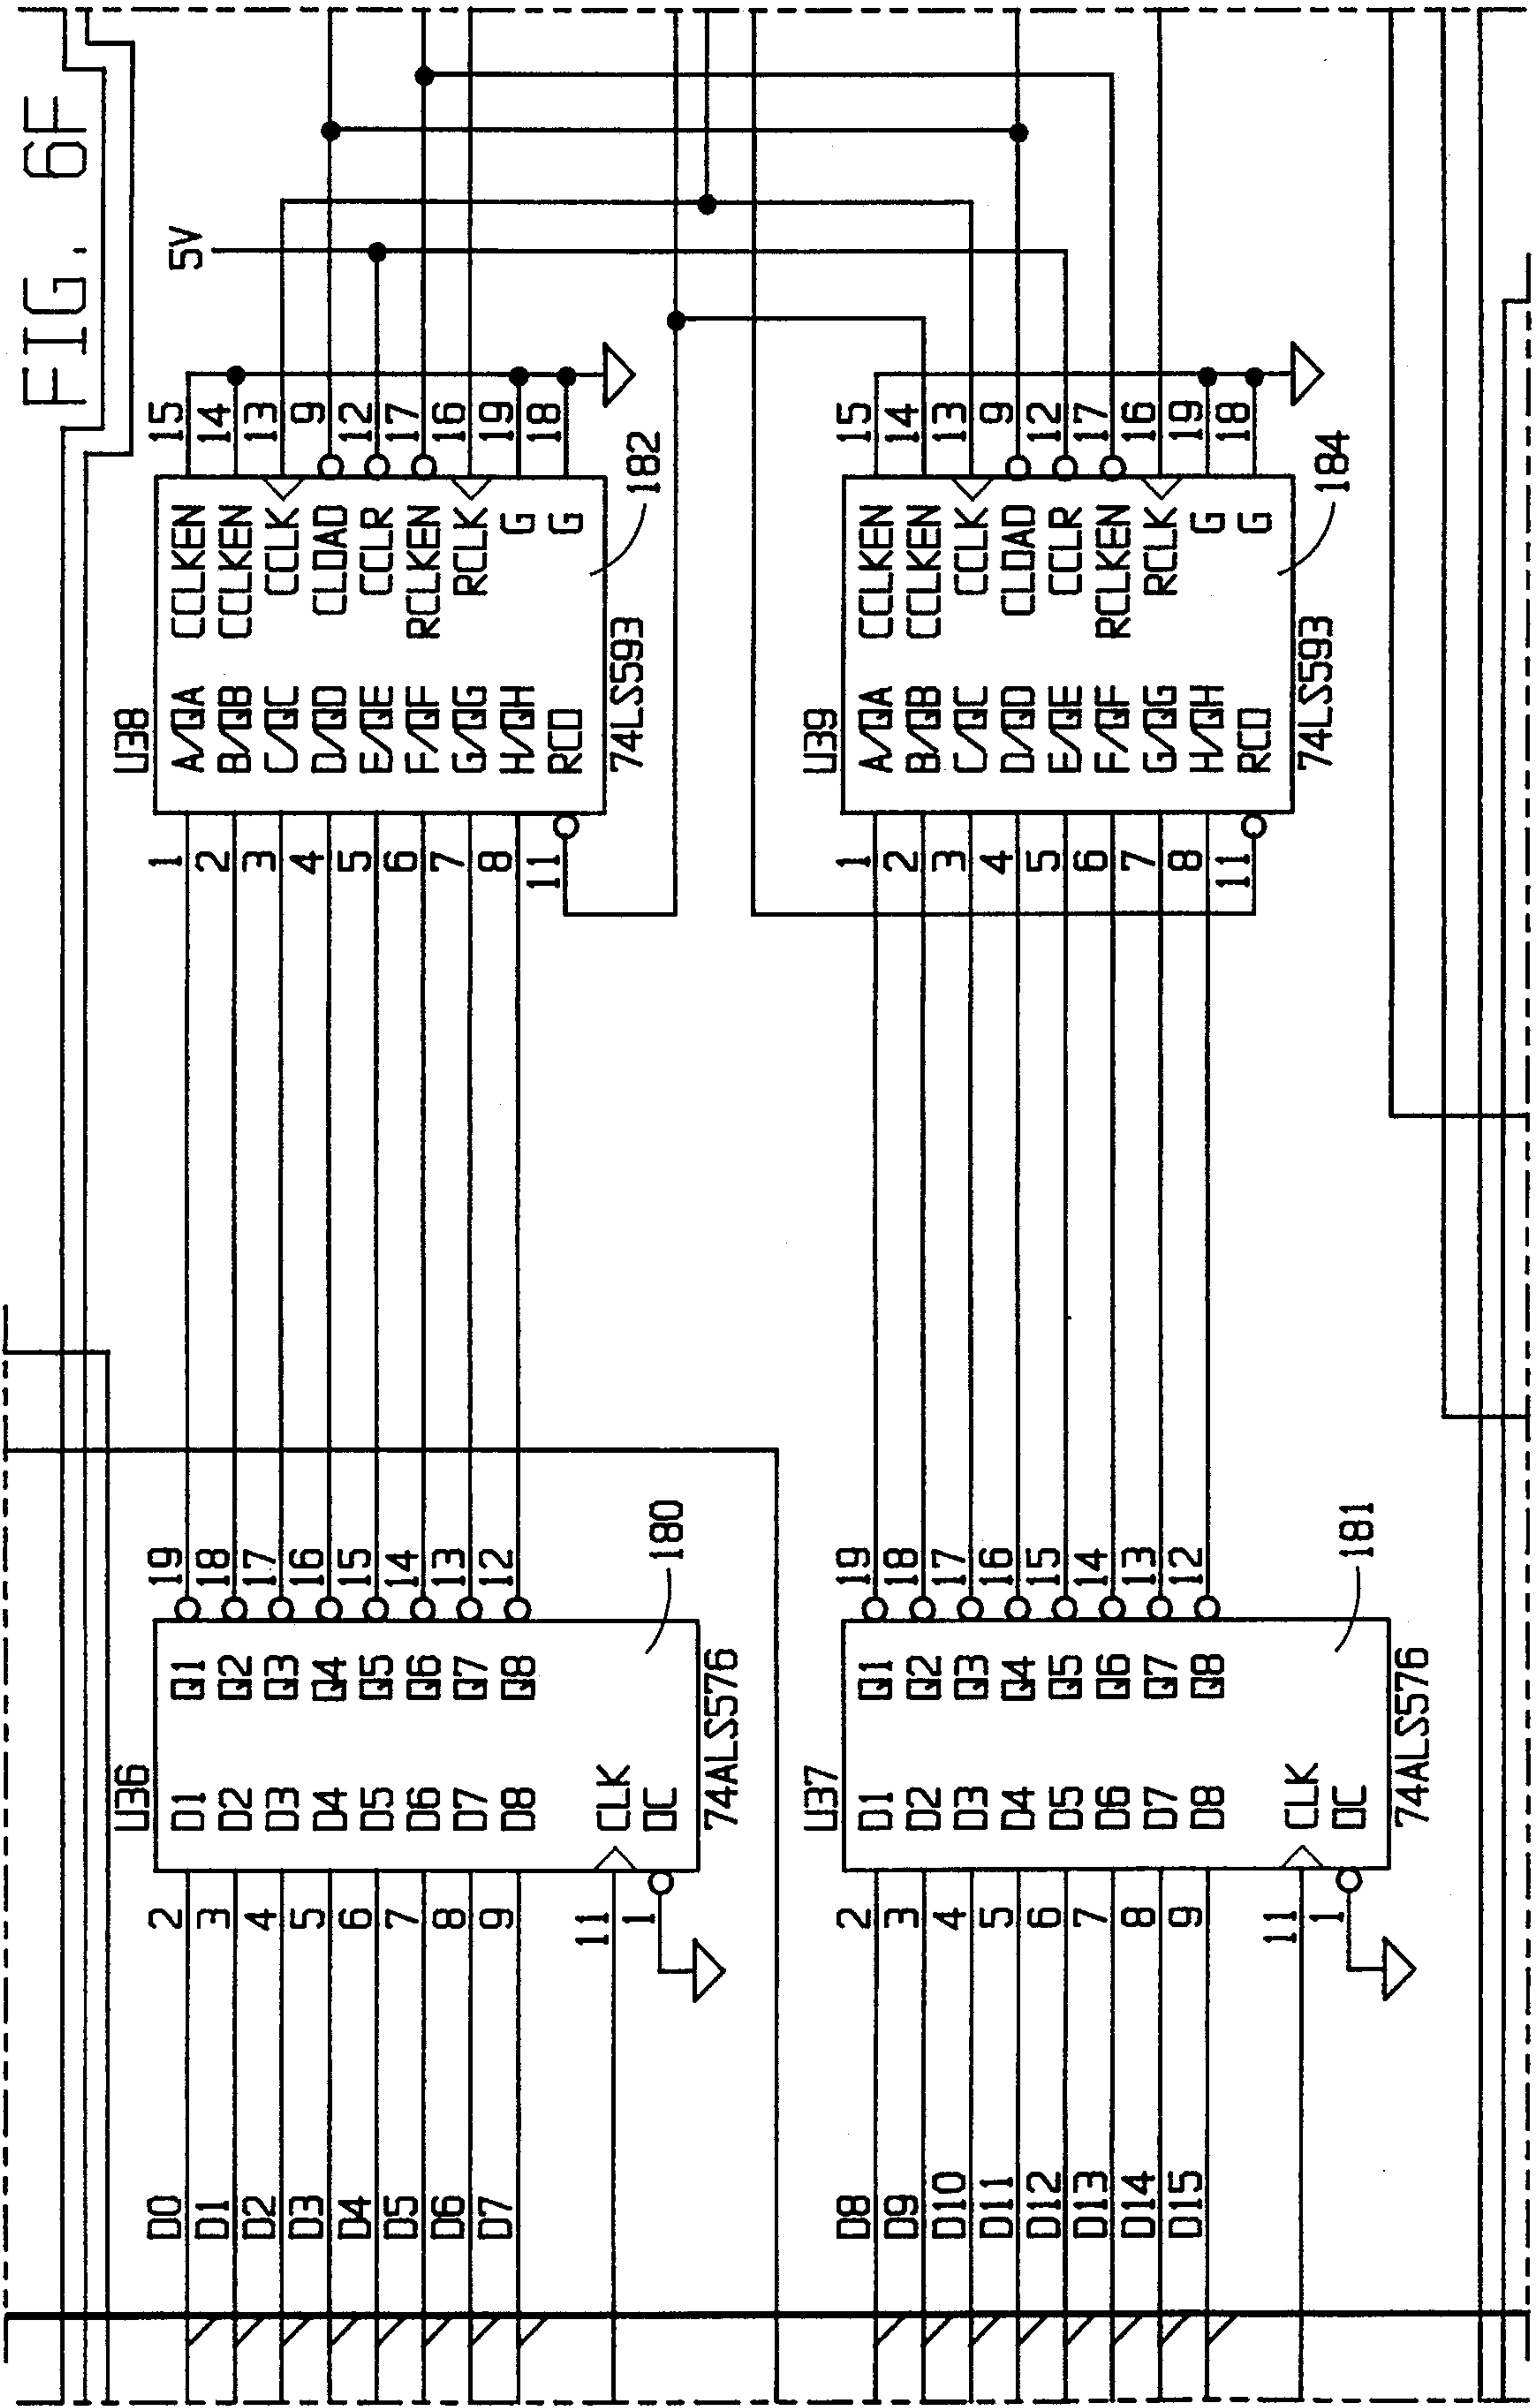 FIG. 6F
5V
U36
D0 2 D1 Q1 19
D1 3 D2 Q2 18
D2 4 D3 Q3 17
D3 5 D4 Q4 16
D4 6 D5 Q5 15
D5 7 D6 Q6 14
D6 8 D7 Q7 13
D7 9 D8 Q8 12
11 CLK
1 OC
74ALS576
180
U38
1 A/QA CCLKEN 15
2 B/QB CCLKEN 14
3 C/QC CCLK 13
4 D/QD CLOAD 9
5 E/QE CCLR 12
6 F/QF RCLKEN 17
7 G/QG RCLK 16
8 H/QH G 19
11 RCO G 18
74LS593
182
U37
D8 2 D1 Q1 19
D9 3 D2 Q2 18
D10 4 D3 Q3 17
D11 5 D4 Q4 16
D12 6 D5 Q5 15
D13 7 D6 Q6 14
D14 8 D7 Q7 13
D15 9 D8 Q8 12
11 CLK
1 OC
74ALS576
181
U39
1 A/QA CCLKEN 15
2 B/QB CCLKEN 14
3 C/QC CCLK 13
4 D/QD CLOAD 9
5 E/QE CCLR 12
6 F/QF RCLKEN 17
7 G/QG RCLK 16
8 H/QH G 19
11 RCO G 18
74LS593
184